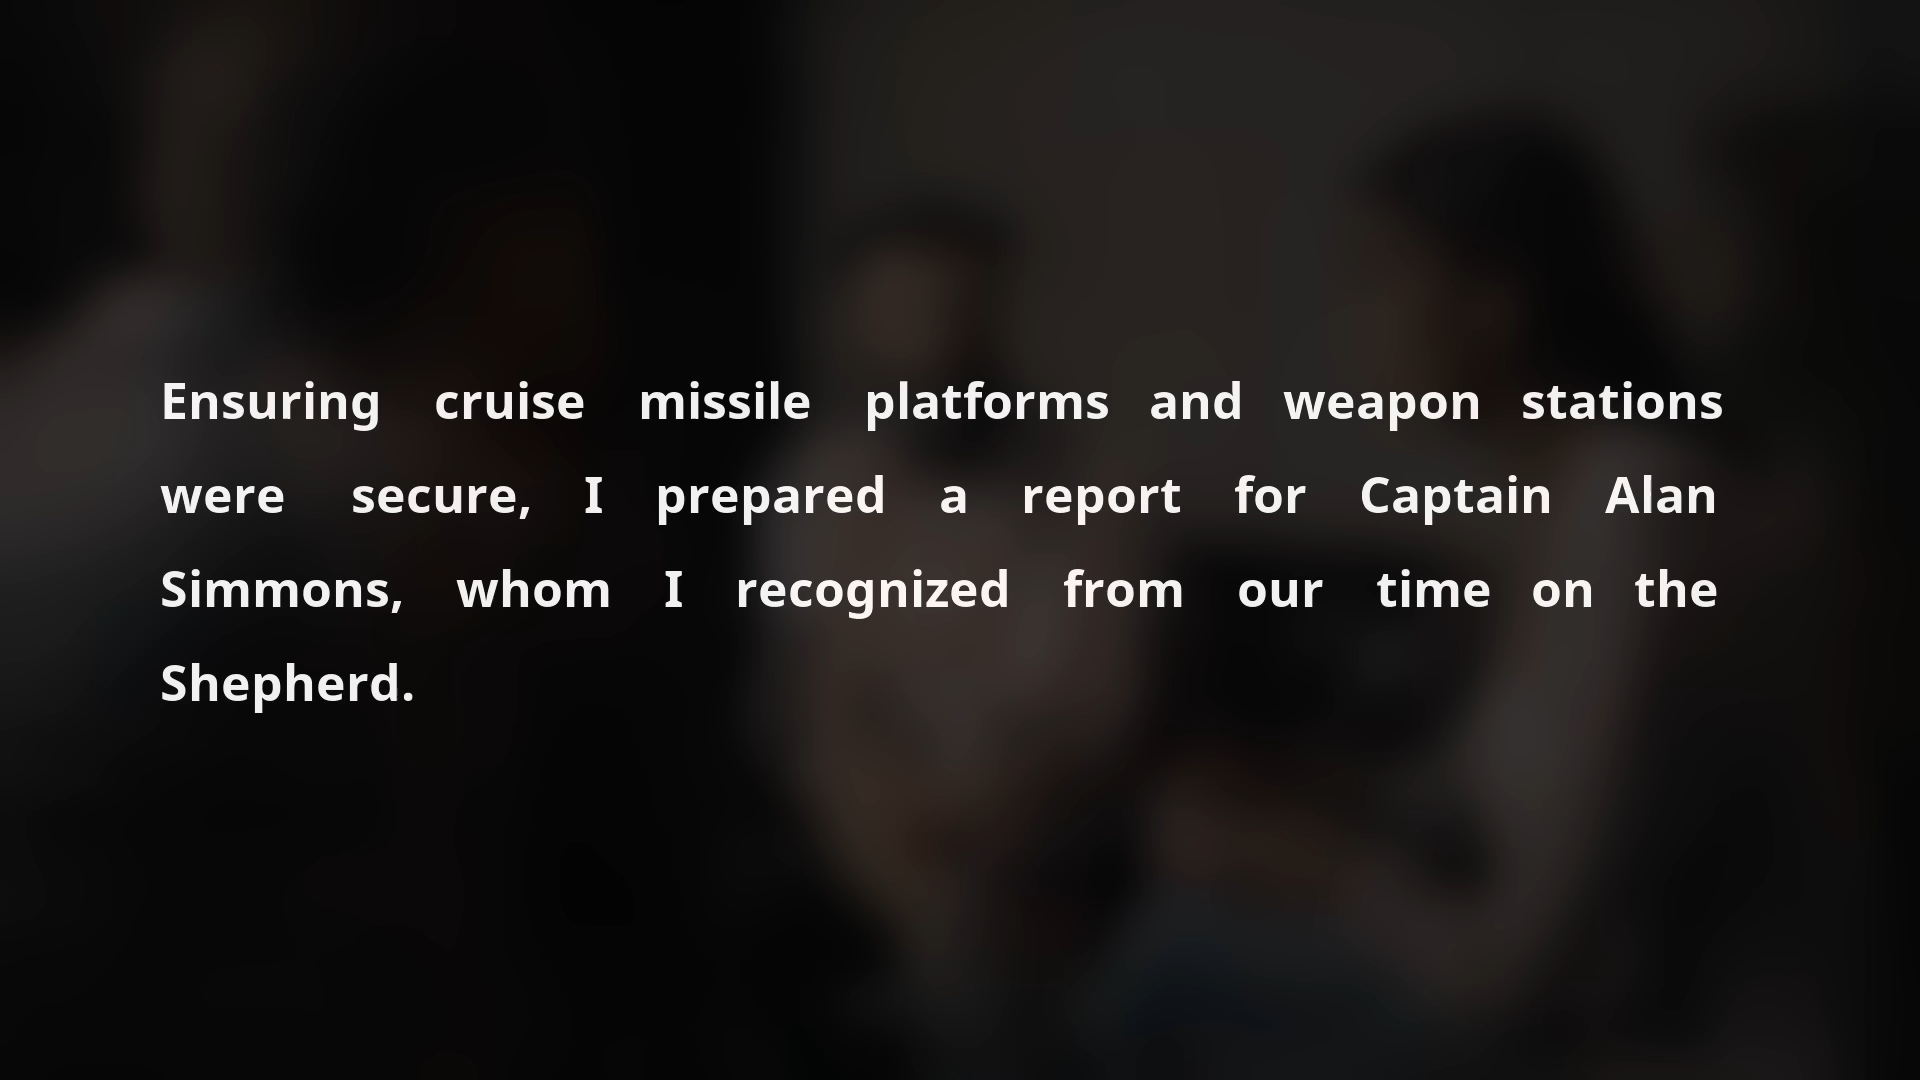 Ensuring cruise missile platforms and weapon stations
were secure, I prepared a report for Captain Alan
Simmons, whom I recognized from our time on the
Shepherd.